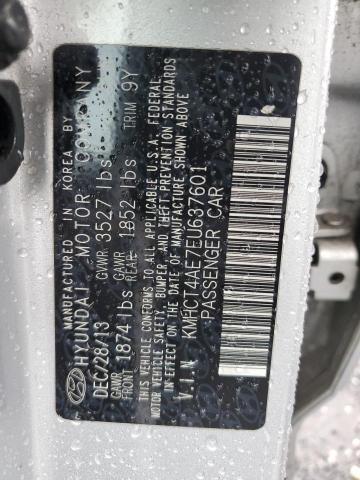 MANUFACTURED IN KOREA BY
HYUNDAI MOTOR COMPANY
DEC/28/13 GVWR 3527 lbs
GAWR FRONT 1874 lbs GAWR REAR 1852 lbs TRIM 9Y
THIS VEHICLE CONFORMS TO ALL APPLICABLE U.S.A FEDERAL
MOTOR VEHICLE SAFETY, BUMPER, AND THEFT PREVENTION STANDARDS
IN EFFECT ON THE DATE OF MANUFACTURE SHOWN ABOVE.
V.I.N KMHCT4AE7EU637601
PASSENGER CAR